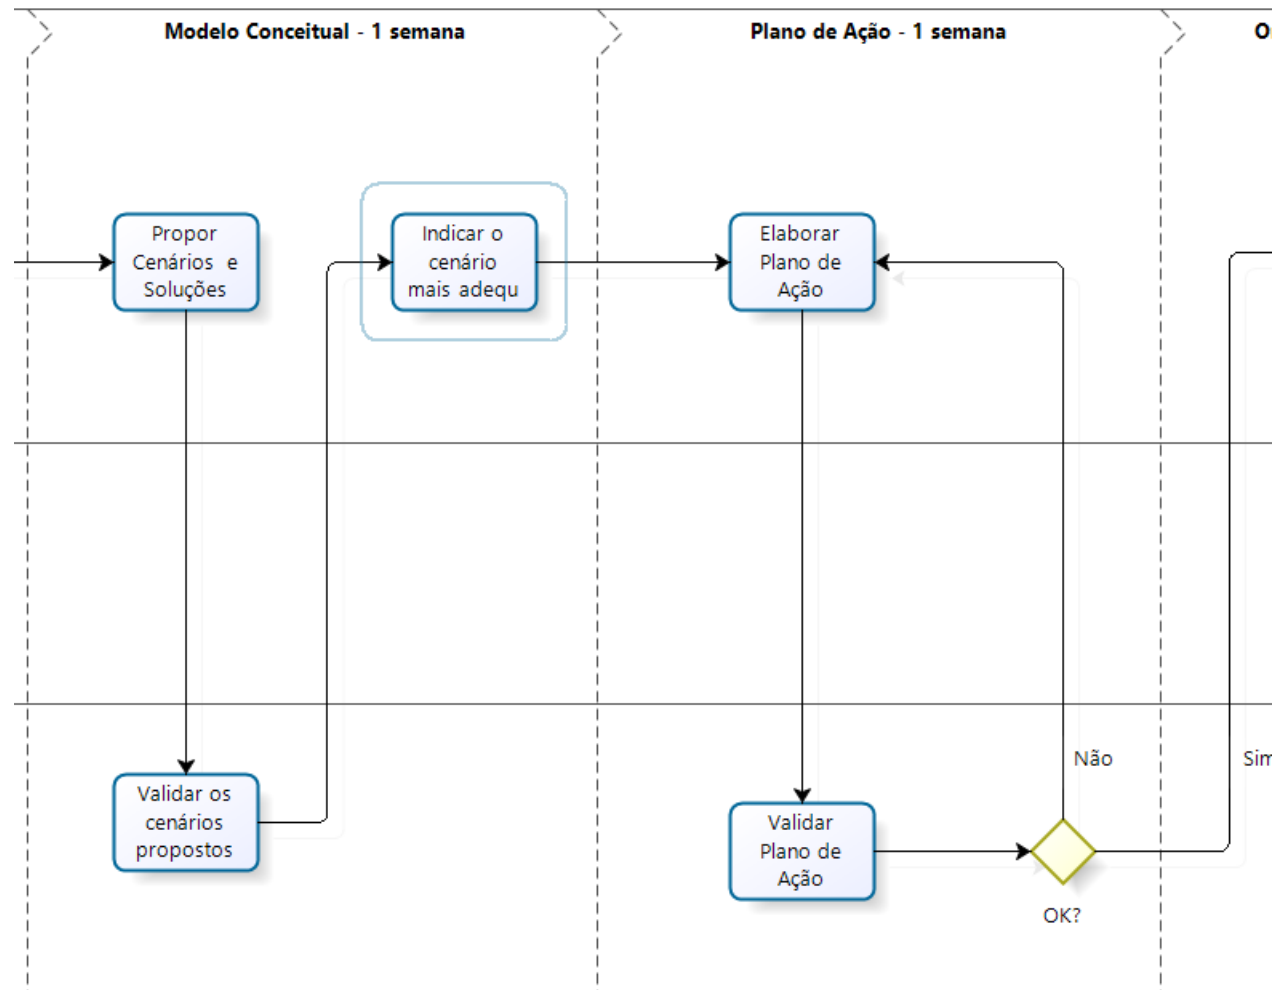 Modelo Conceitual - 1 semana
Plano de Ação - 1 semana
Propor
Cenários e
Soluções
Indicar o
cenário
mais adequ
Elaborar
Plano de
Ação
Validar os
cenários
propostos
Validar
Plano de
Ação
Não
Sim
OK?